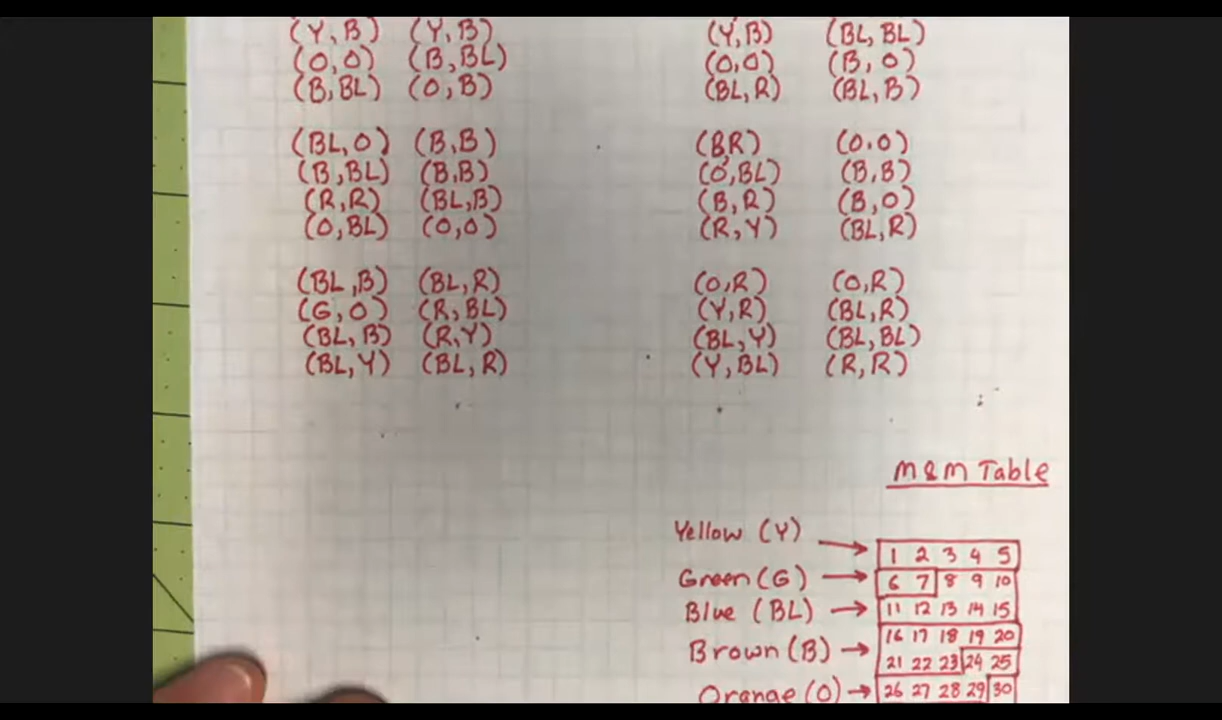 (Y, B) (Y, B) (Y, B) (BL, BL)
(O, O) (B, BL) (O, O) (B, O)
(B, BL) (O, B) (BL, R) (BL, B)
(BL, O) (B, B) (B,R) (O,O)
(B, BL) (B, B) (O, BL) (B, B)
(R, R) (BL, B) (B, R) (B, O)
(O, BL) (O, O) (R, Y) (BL, R)
(BL, B) (BL, R) (O, R) (O, R)
(G, O) (R, BL) (Y, R) (BL, R)
(BL, B) (R, Y) (BL, Y) (BL, BL)
(BL, Y) (BL, R) (Y, BL) (R, R)
M & M Table
Yellow (Y) → 1 2 3 4 5
Green (G) → 6 7 8 9 10
Blue (BL) → 11 12 13 14 15
16 17 18 19 20
Brown (B) → 21 22 23 24 25
Orange (O) → 26 27 28 29 30